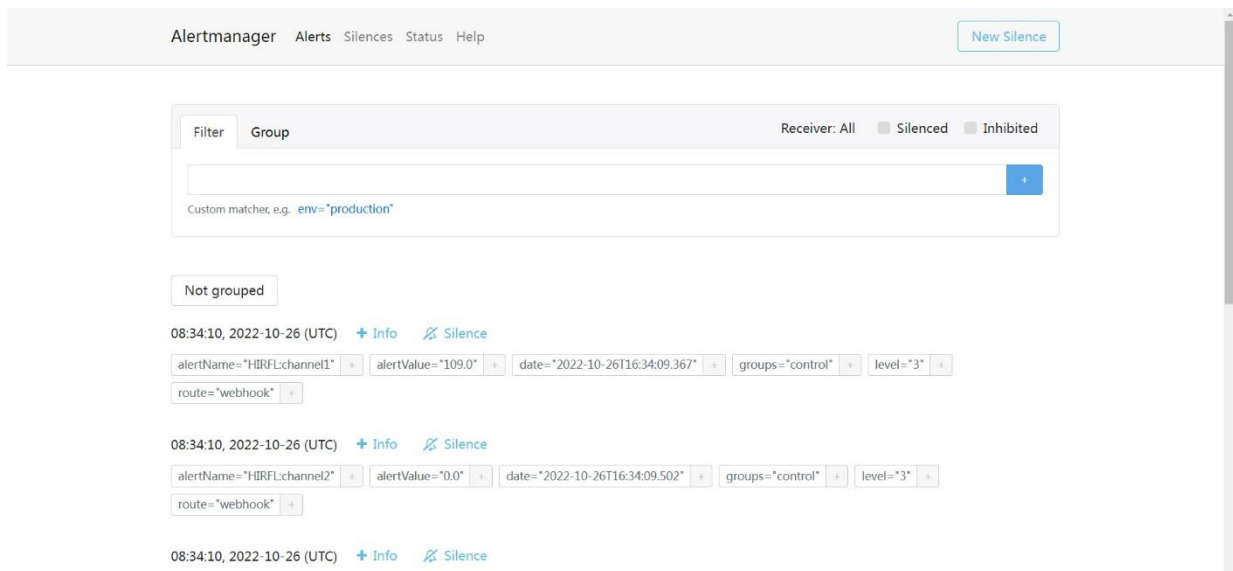 Alertmanager Alerts Silences Status Help New Silence
Filter Group Receiver: All Silenced Inhibited
+
Custom matcher, e.g. env="production"
Not grouped
08:34:10, 2022-10-26 (UTC) + Info Silence
alertName="HIRFL:channel1" + alertValue="109.0" + date="2022-10-26T16:34:09.367" + groups="control" + level="3" +
route="webhook" +
08:34:10, 2022-10-26 (UTC) + Info Silence
alertName="HIRFL:channel2" + alertValue="0.0" + date="2022-10-26T16:34:09.502" + groups="control" + level="3" +
route="webhook" +
08:34:10, 2022-10-26 (UTC) + Info Silence